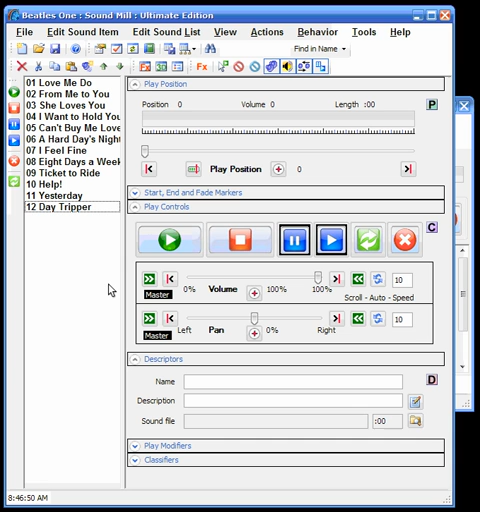 Beatles One : Sound Mill : Ultimate Edition
File Edit Sound Item Edit Sound List View Actions Behavior Tools Help
Find in Name
Fx Fx
01 Love Me Do
02 From Me to You
03 She Loves You
04 I Want to Hold You
05 Can't Buy Me Love
06 A Hard Day's Night
07 I Feel Fine
08 Eight Days a Week
09 Ticket to Ride
10 Help!
11 Yesterday
12 Day Tripper
Play Position
Position 0 Volume 0 Length :00 P
Play Position 0
Start, End and Fade Markers
Play Controls
C
Master 0% Volume 100% 100% 10
Scroll - Auto - Speed
Master Left Pan 0% Right 10
Descriptors
Name D
Description
Sound file :00
Play Modifiers
Classifiers
8:46:50 AM